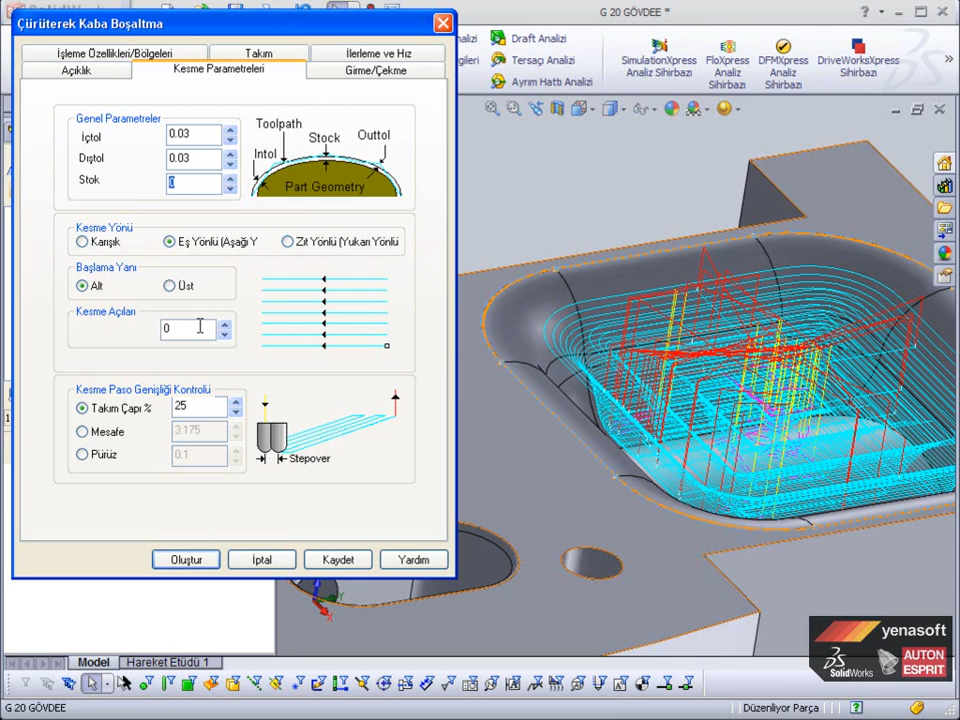 Çürüterek Kaba Boşaltma
G 20 GÖVDEE *
İşleme Özellikleri/Bölgeleri
Takım
İlerleme ve Hız
Açıklık
Kesme Parametreleri
Girme/Çekme
Genel Parametreler
İçtol
0.03
Dıştol
0.03
Stok
0
Toolpath
Stock
Outtol
Intol
Part Geometry
Kesme Yönü
Karışık
Eş Yönlü (Aşağı Y
Zıt Yönlü (Yukarı Yönlü
Başlama Yanı
Alt
Üst
Kesme Açıları
0
Kesme Paso Genişliği Kontrolü
Takım Çapı %
25
Mesafe
3.175
Pürüz
0.1
Stepover
Oluştur
İptal
Kaydet
Yardım
Draft Analizi
Tersaçı Analizi
Ayrım Hattı Analizi
SimulationXpress
Analiz Sihirbazı
FloXpress
Analiz
Sihirbazı
DFMXpress
Analiz
Sihirbazı
DriveWorksXpress
Sihirbazı
yenasoft
SolidWorks
AUTON
ESPRIT
Model
Hareket Etüdü 1
G 20 GÖVDEE
Düzenliyor Parça